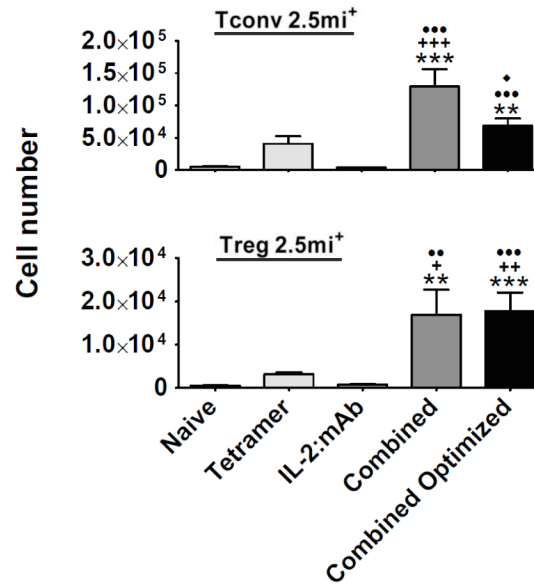 Tconv 2.5mi⁺
2.0×10⁵
1.5×10⁵
1.0×10⁵
5.0×10⁴
0
•••
+++
***
◆
•••
**
Cell number
Treg 2.5mi⁺
3.0×10⁴
2.0×10⁴
1.0×10⁴
0
••
+
**
•••
++
***
Naive
Tetramer
IL-2:mAb
Combined
Combined Optimized